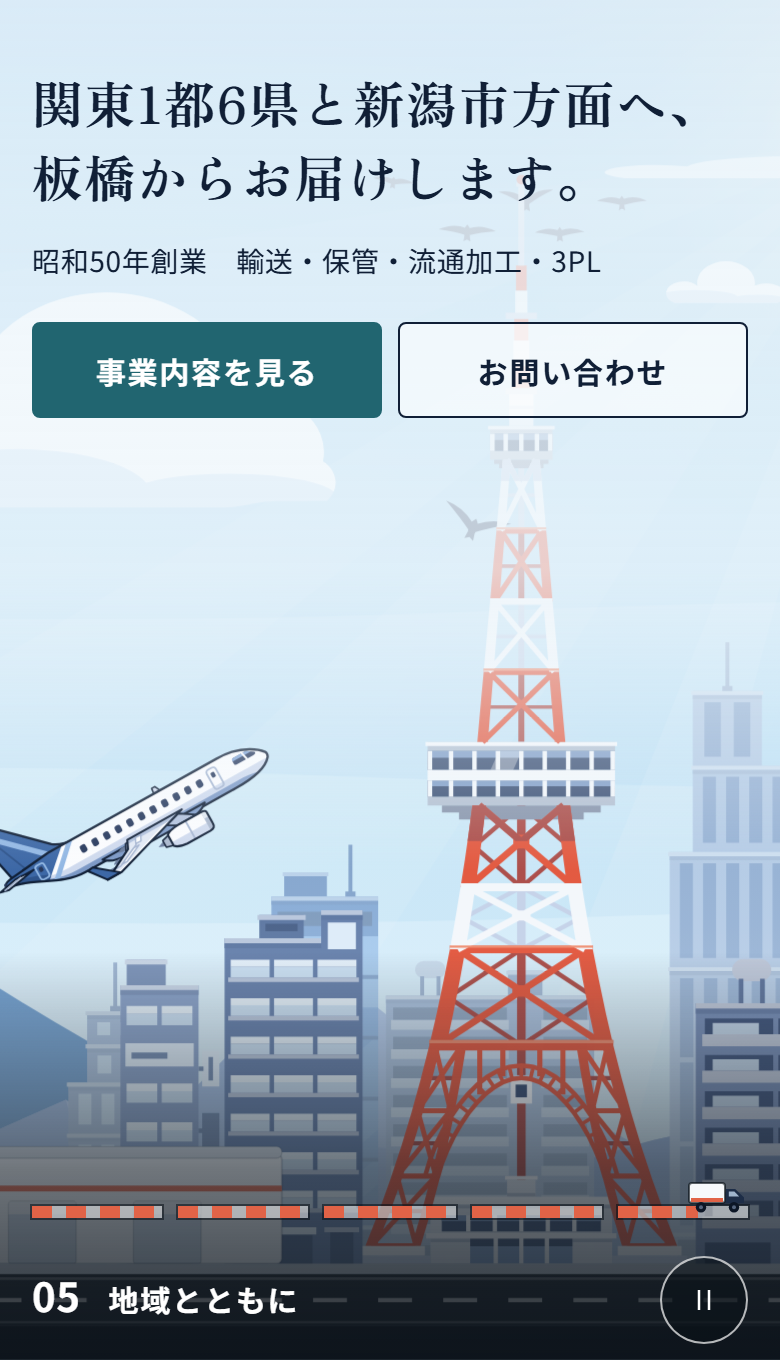 関東1都6県と新潟市方面へ、
板橋からお届けします。
昭和50年創業　輸送・保管・流通加工・3PL
事業内容を見る
お問い合わせ
05 地域とともに